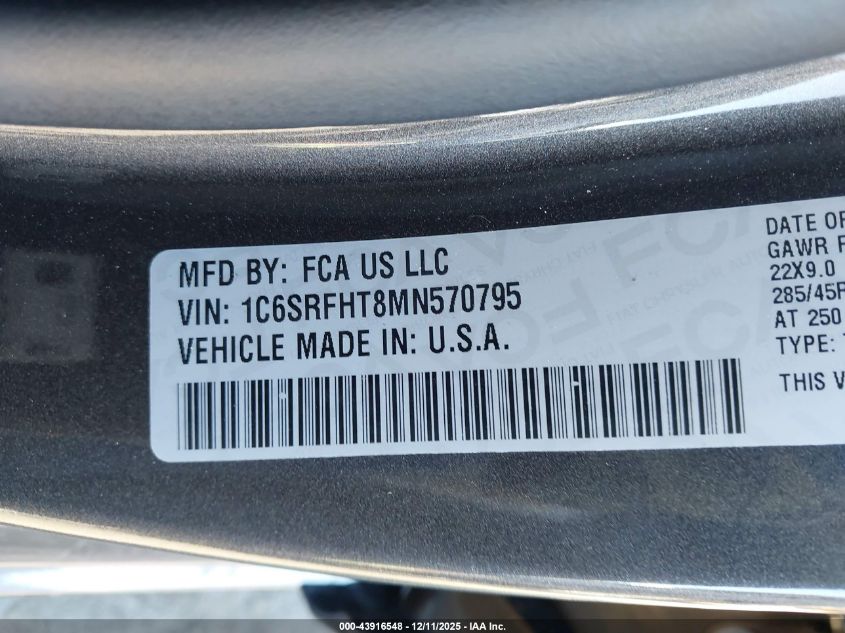 MFD BY: FCA US LLC
VIN: 1C6SRFHT8MN570795
VEHICLE MADE IN: U.S.A.
DATE OF
GAWR F
22X9.0
285/45R
AT 250
TYPE:
THIS V
000-43916548 - 12/11/2025 - IAA Inc.